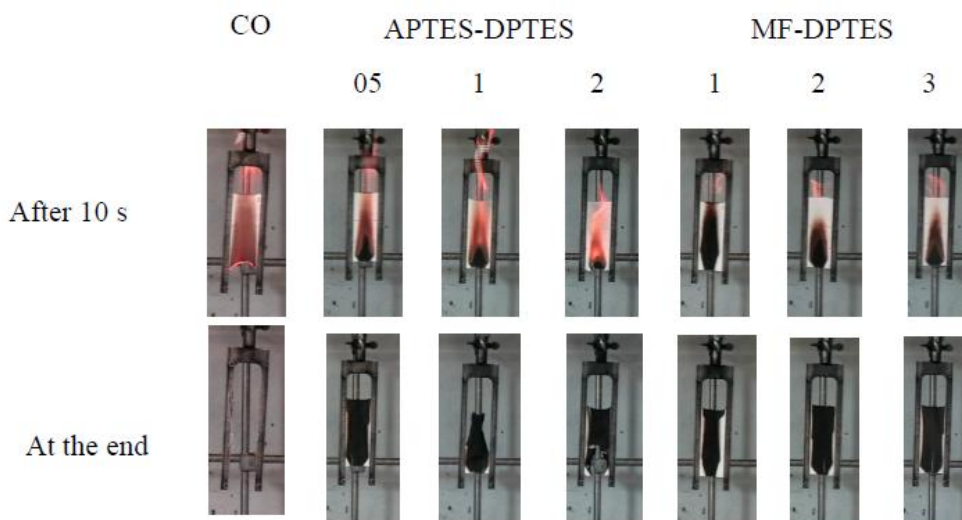 CO APTES-DPTES MF-DPTES
05 1 2 1 2 3
After 10 s
At the end